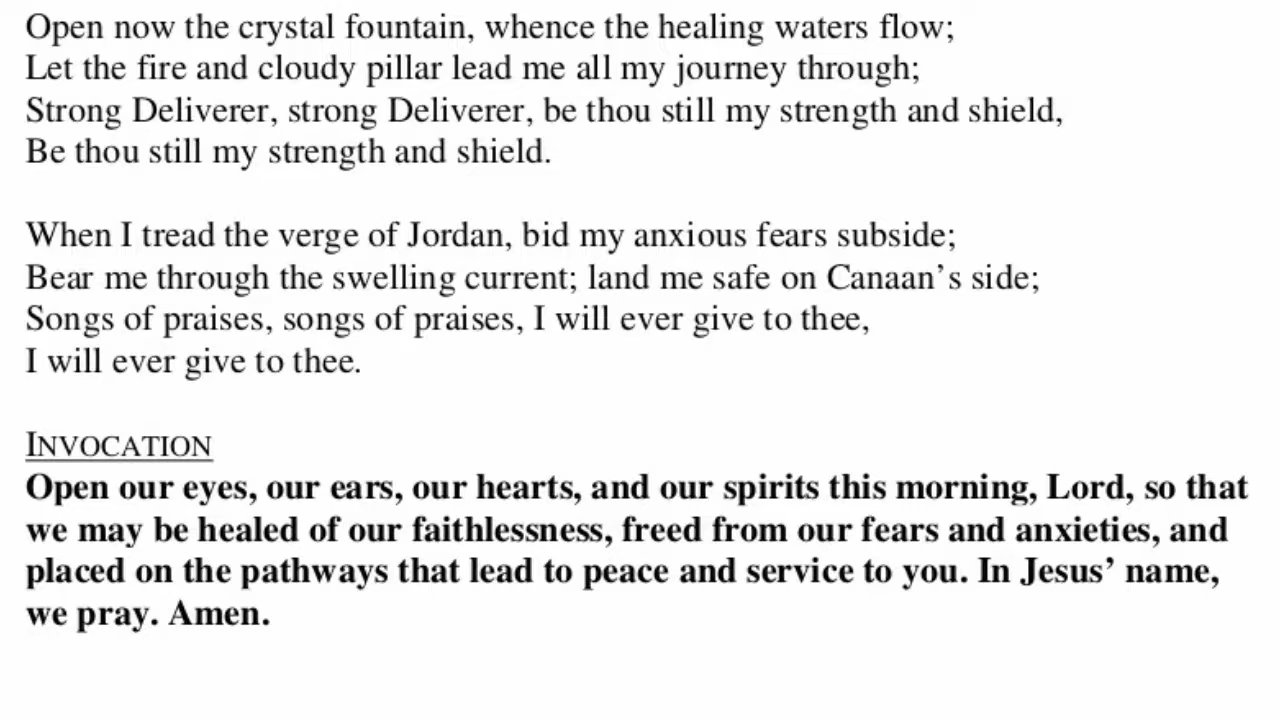 Open now the crystal fountain, whence the healing waters flow;
Let the fire and cloudy pillar lead me all my journey through;
Strong Deliverer, strong Deliverer, be thou still my strength and shield,
Be thou still my strength and shield.
When I tread the verge of Jordan, bid my anxious fears subside;
Bear me through the swelling current; land me safe on Canaan’s side;
Songs of praises, songs of praises, I will ever give to thee,
I will ever give to thee.
INVOCATION
Open our eyes, our ears, our hearts, and our spirits this morning, Lord, so that
we may be healed of our faithlessness, freed from our fears and anxieties, and
placed on the pathways that lead to peace and service to you. In Jesus’ name,
we pray. Amen.